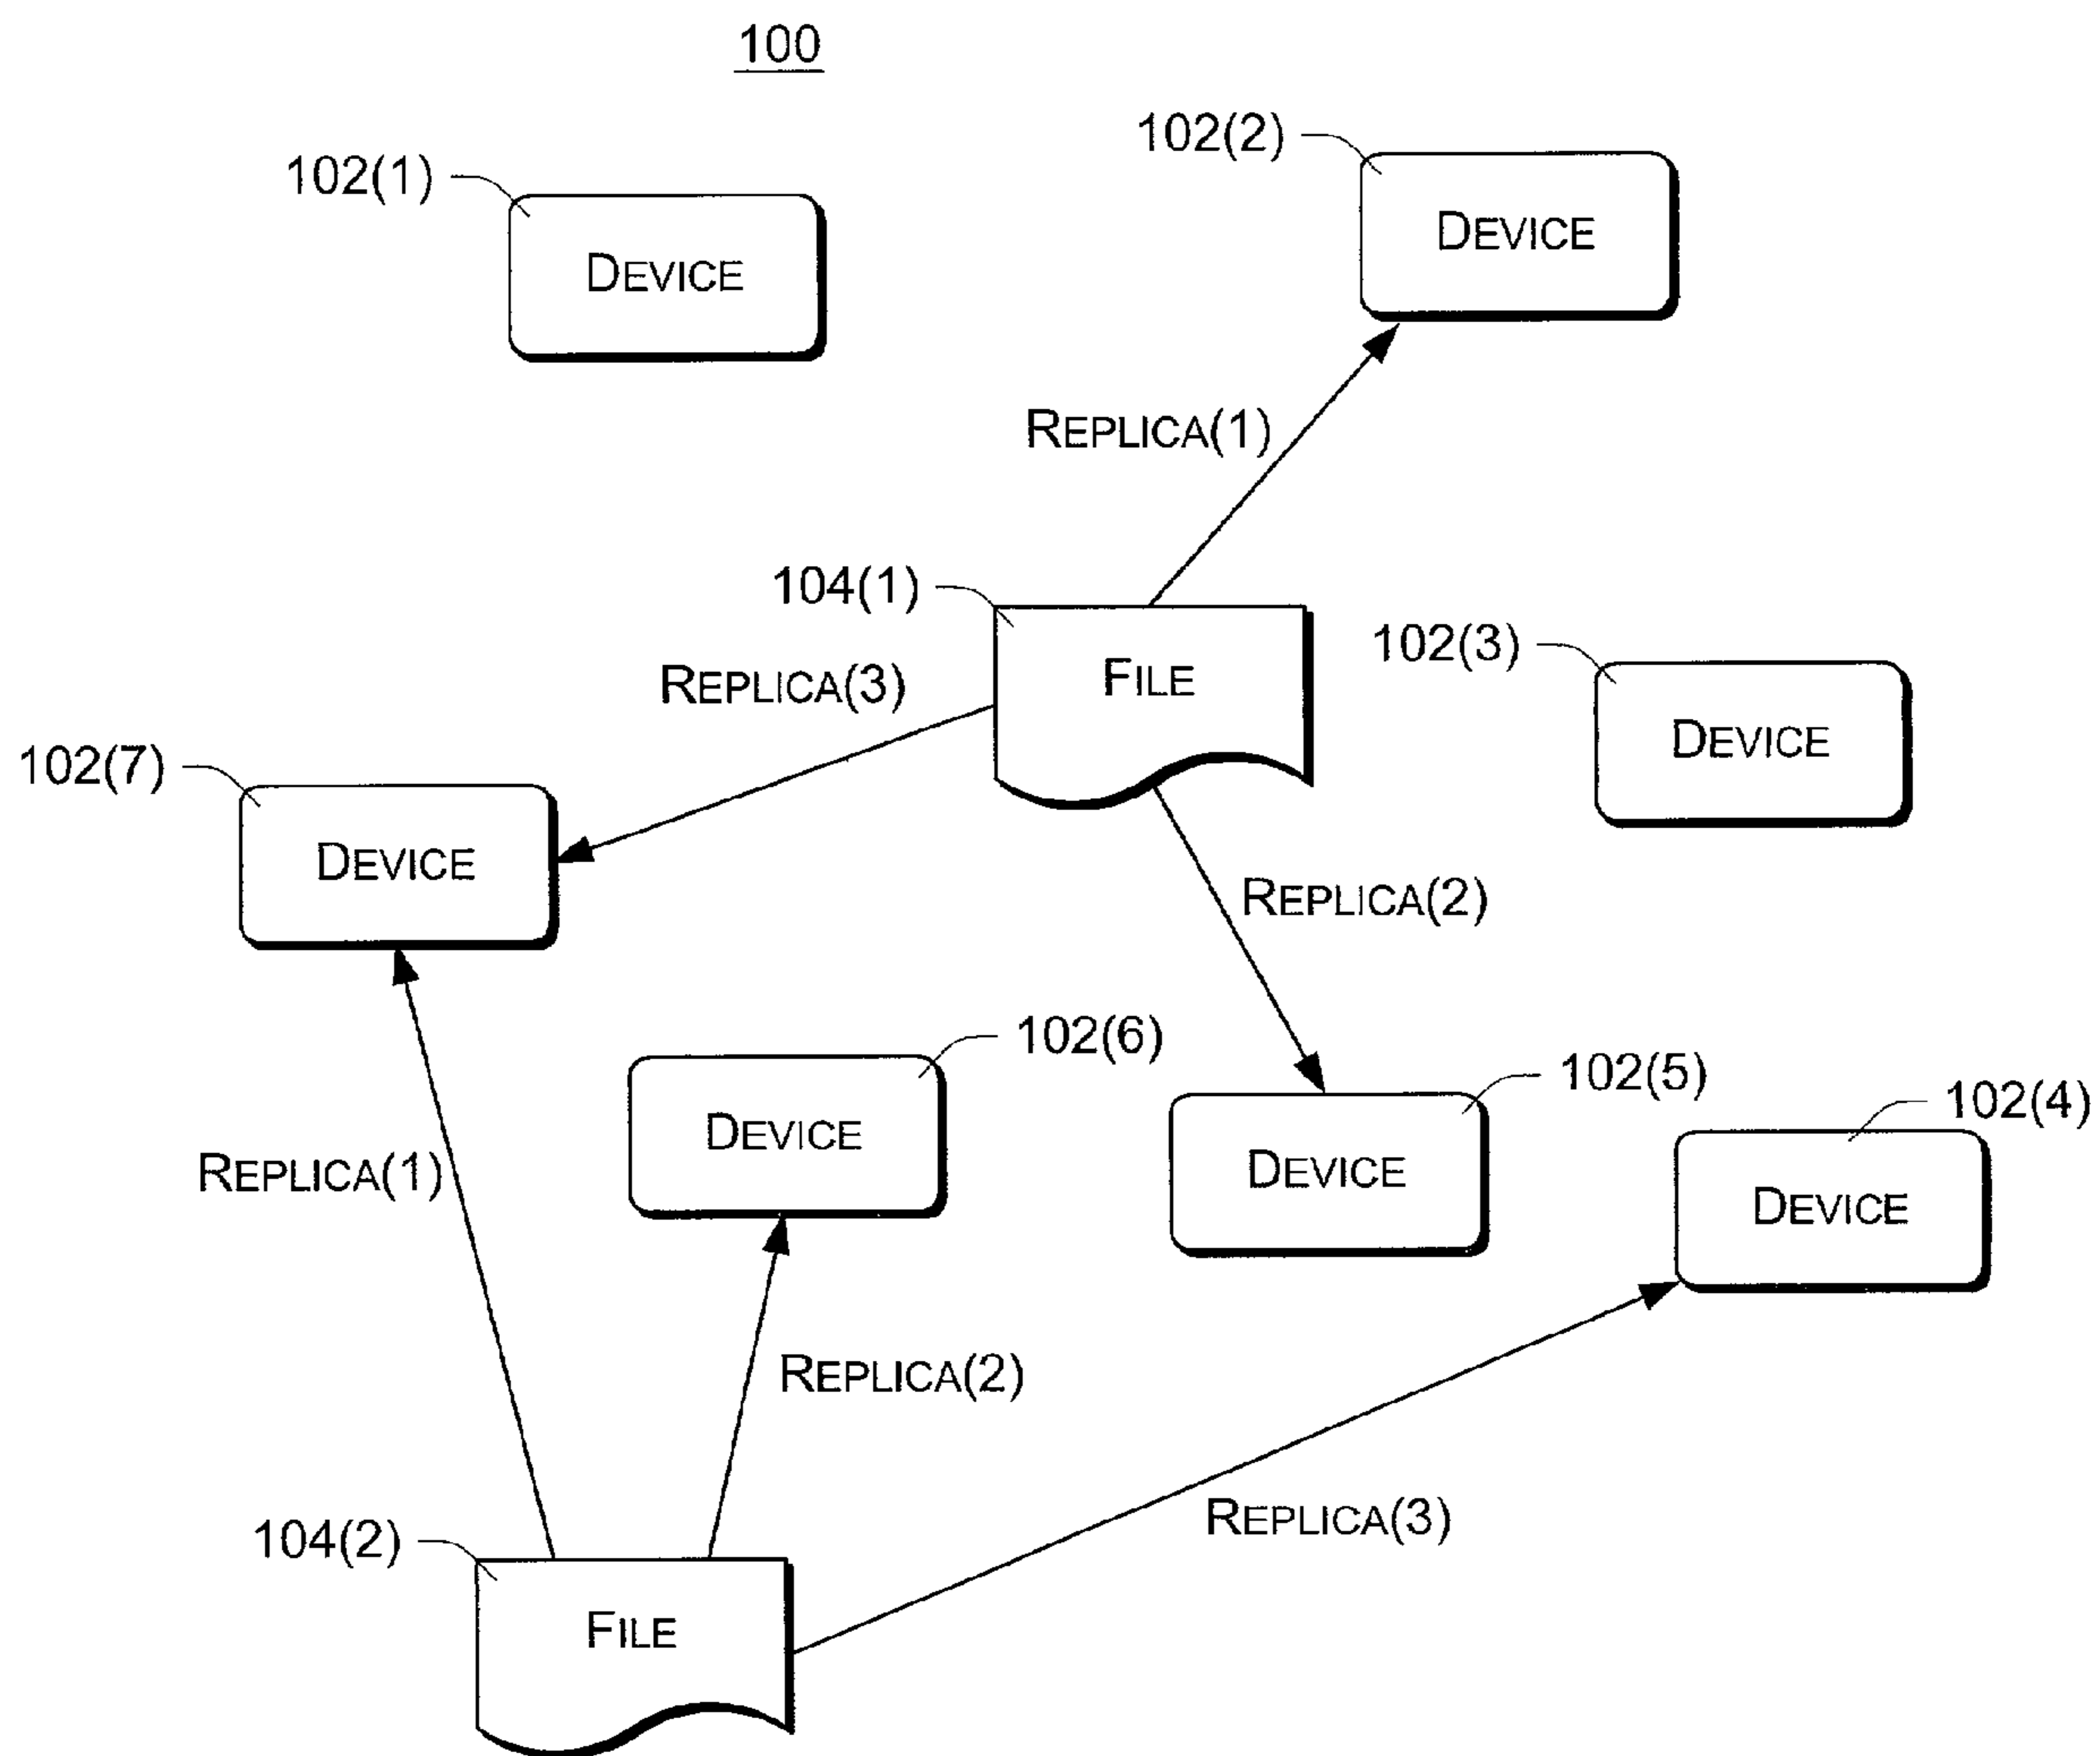 100
102(2)
102(1)
DEVICE
DEVICE
REPLICA(1)
104(1)
102(3)
FILE
REPLICA(3)
DEVICE
102(7)
DEVICE
REPLICA(2)
102(6)
102(5)
102(4)
DEVICE
DEVICE
REPLICA(1)
DEVICE
REPLICA(2)
REPLICA(3)
104(2)
FILE